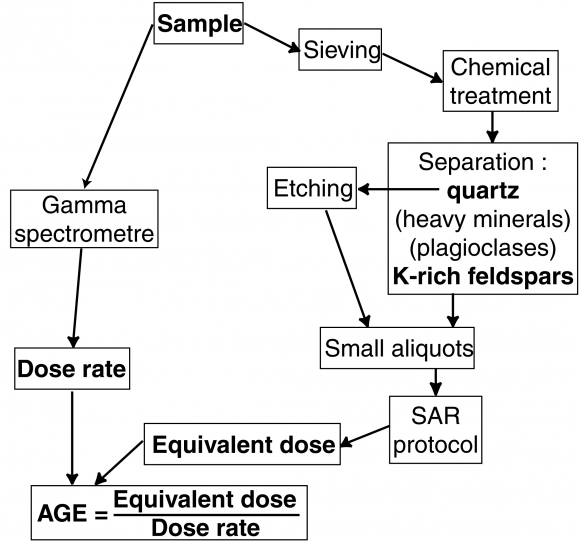 Sample
Sieving
Chemical
treatment
Separation :
quartz
(heavy minerals)
(plagioclases)
K-rich feldspars
Etching
Gamma
spectrometre
Small aliquots
Dose rate
SAR
protocol
Equivalent dose
AGE = Equivalent dose
Dose rate